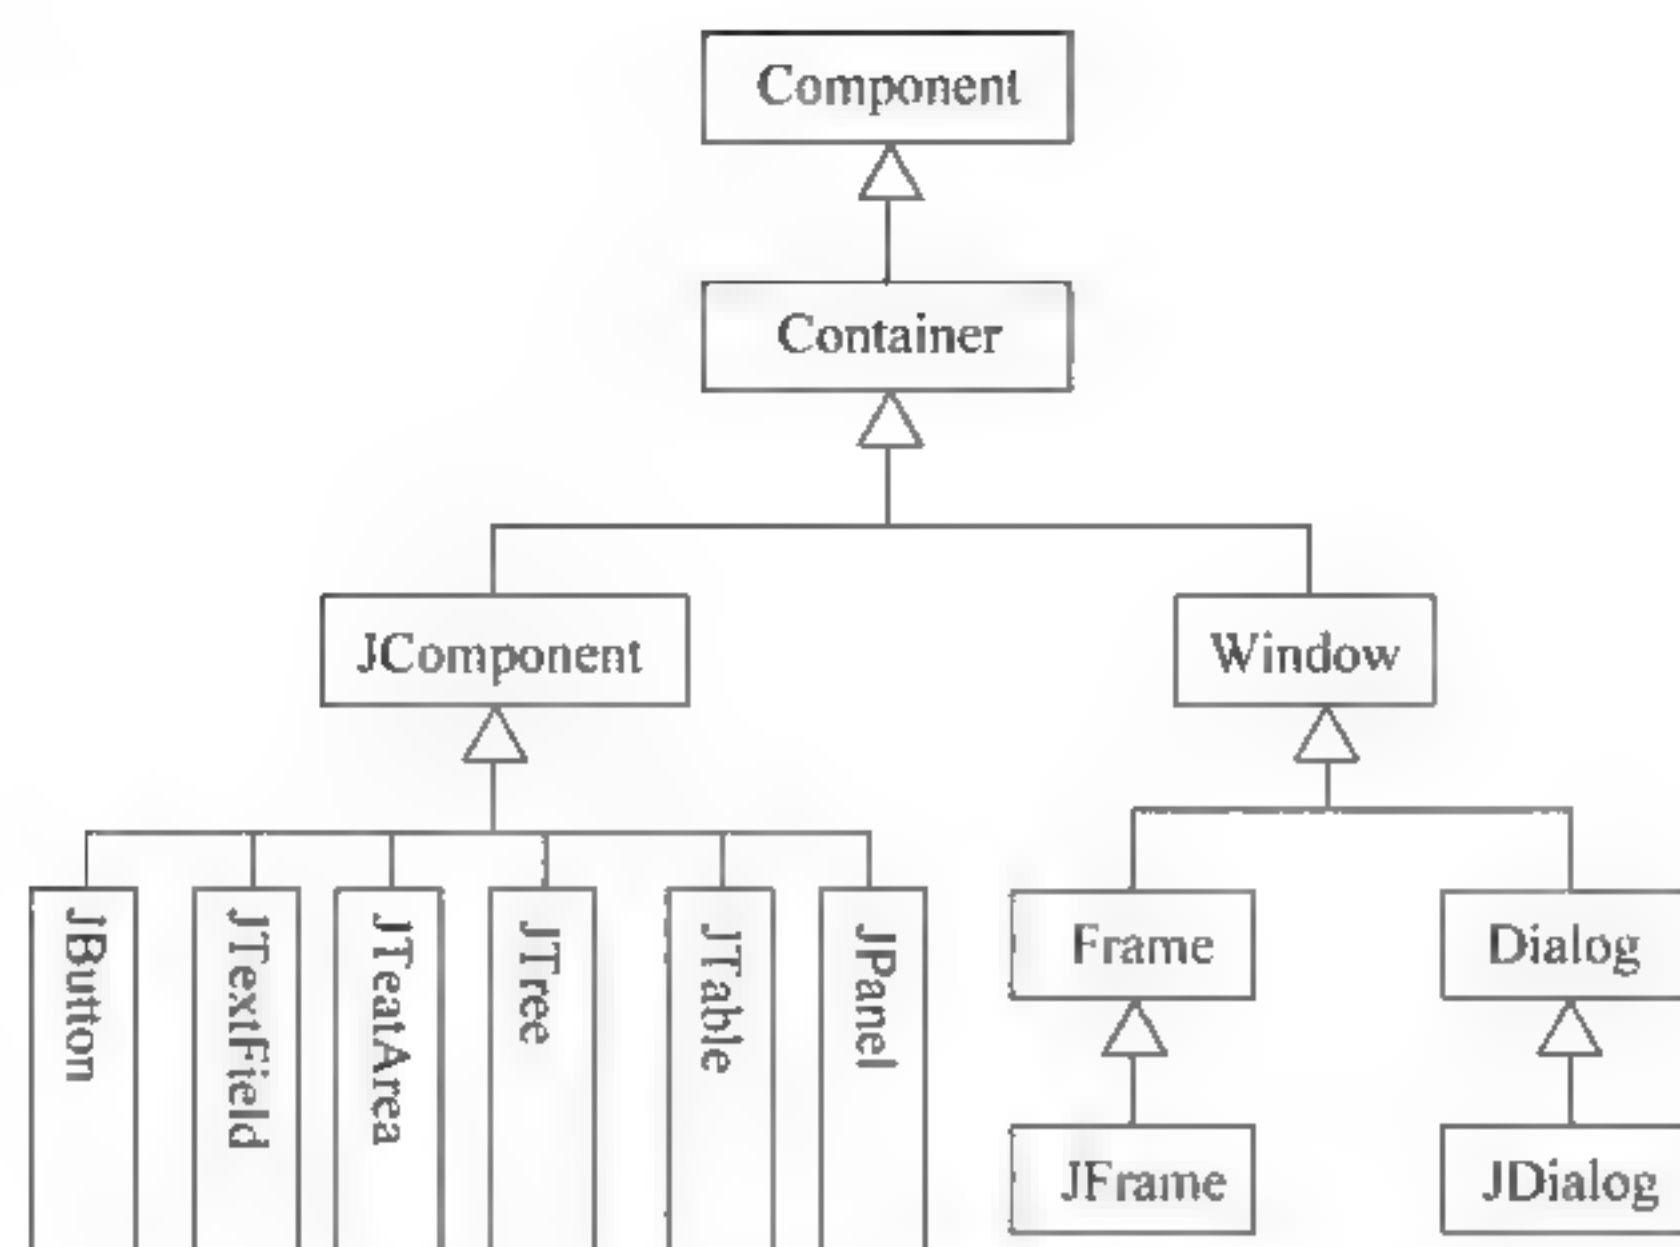 Component
Container
JComponent
Window
JButton
JTextField
JTeatArea
JTree
JTable
JPanel
Frame
Dialog
JFrame
JDialog